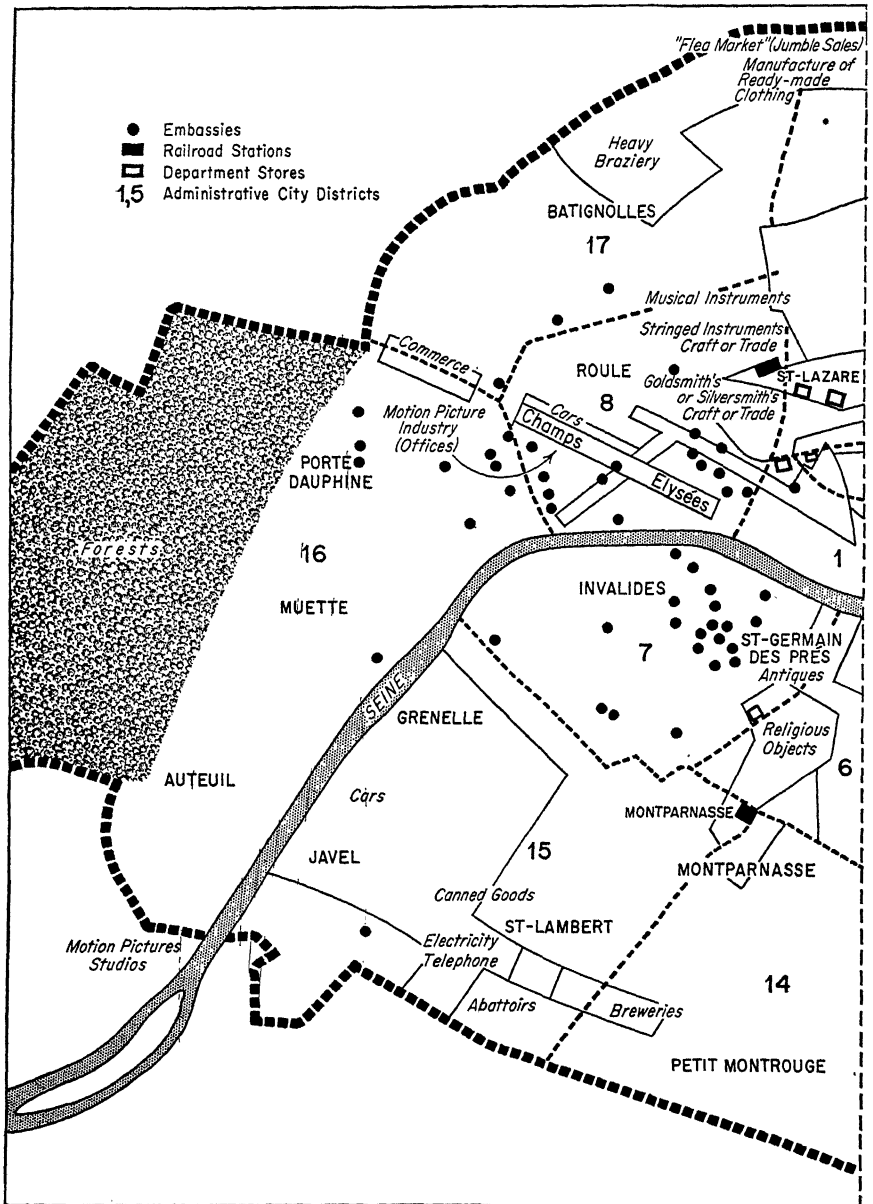 "Flea Market" (Jumble Sales)
Manufacture of
Ready-made
Clothing
Embassies
Railroad Stations
Department Stores
1,5 Administrative City Districts
Heavy
Braziery
BATIGNOLLES
17
Musical Instruments
Stringed Instruments
Craft or Trade
Commerce
ROULE
ST-LAZARE
8
Goldsmith's
or Silversmith's
Craft or Trade
Motion Picture
Industry
(Offices)
Cars
Champs
Elysées
PORTE
DAUPHINE
Forests
16
1
MUETTE
INVALIDES
7
ST-GERMAIN
DES PRÉS
Antiques
SEINE
GRENELLE
Religious
Objects
6
AUTEUIL
Cars
MONTPARNASSE
JAVEL
15
MONTPARNASSE
Canned Goods
ST-LAMBERT
Motion Pictures
Studios
Electricity
Telephone
14
Abattoirs
Breweries
PETIT MONTROUGE